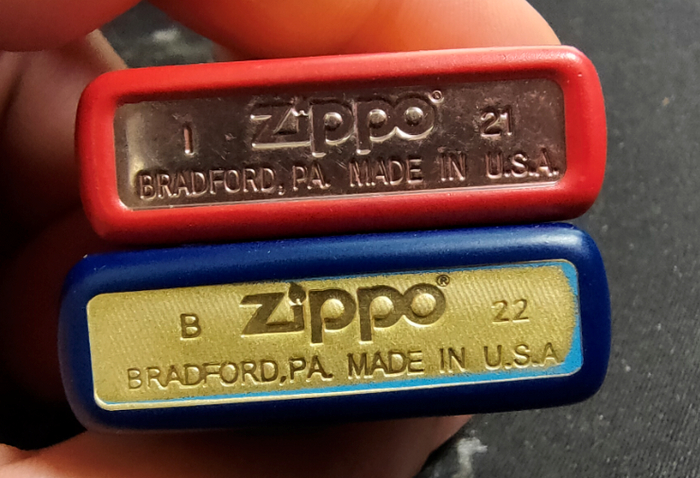 I zippo® 21
BRADFORD, PA. MADE IN U.S.A.
B zippo® 22
BRADFORD, PA. MADE IN U.S.A